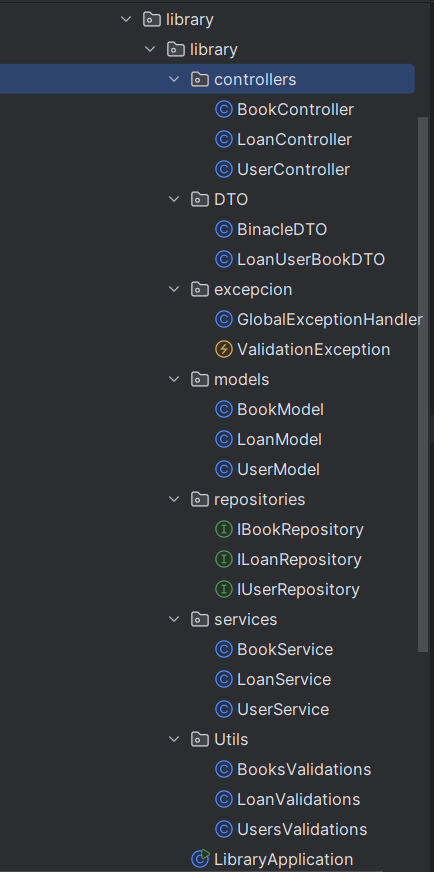 library
library
controllers
BookController
LoanController
UserController
DTO
BinacleDTO
LoanUserBookDTO
excepcion
GlobalExceptionHandler
ValidationException
models
BookModel
LoanModel
UserModel
repositories
IBookRepository
ILoanRepository
IUserRepository
services
BookService
LoanService
UserService
Utils
BooksValidations
LoanValidations
UsersValidations
LibraryApplication